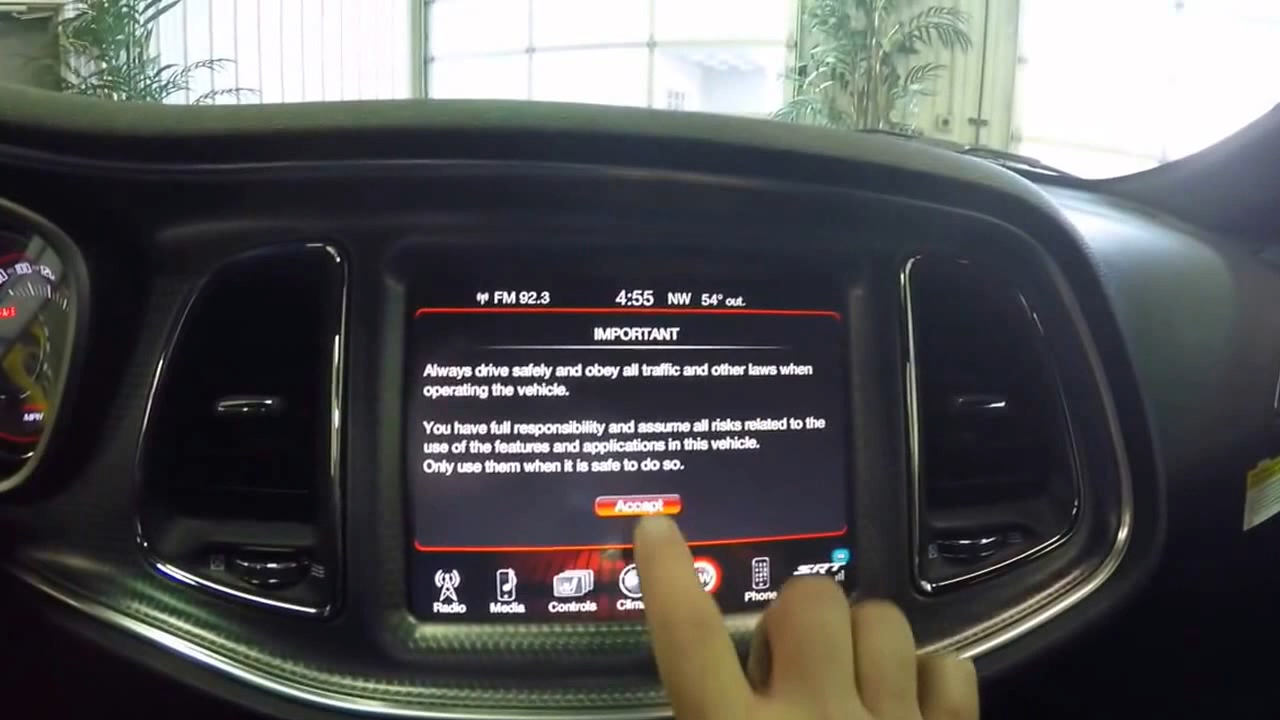 FM 92.3 4:55 NW 54° out.
IMPORTANT
Always drive safely and obey all traffic and other laws when
operating the vehicle.
You have full responsibility and assume all risks related to the
use of the features and applications in this vehicle.
Only use them when it is safe to do so.
Accept
Radio Media Controls Clim W Phone SRT
100
MPH